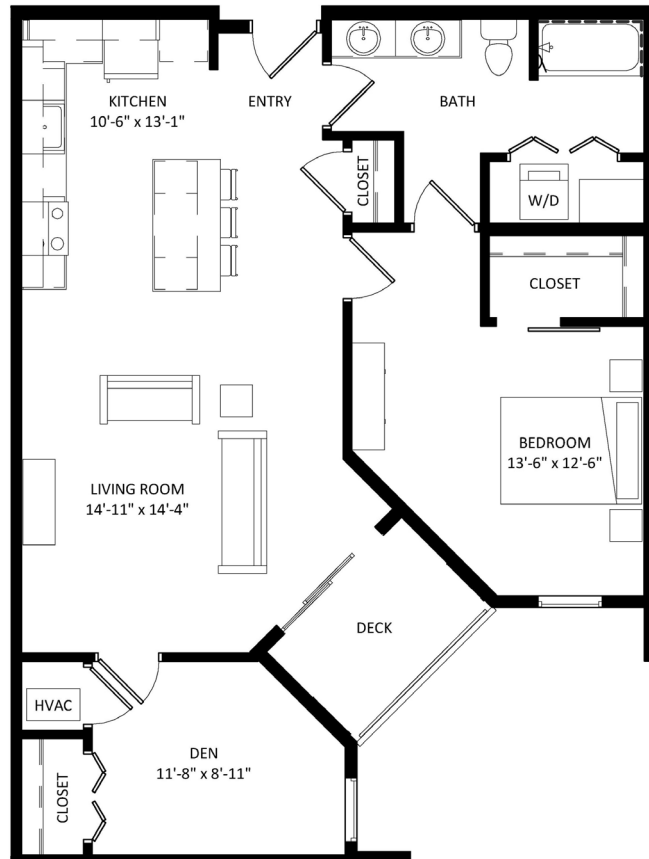 KITCHEN
10'-6" x 13'-1"
ENTRY
BATH
CLOSET
W/D
CLOSET
BEDROOM
13'-6" x 12'-6"
LIVING ROOM
14'-11" x 14'-4"
DECK
HVAC
DEN
11'-8" x 8'-11"
CLOSET